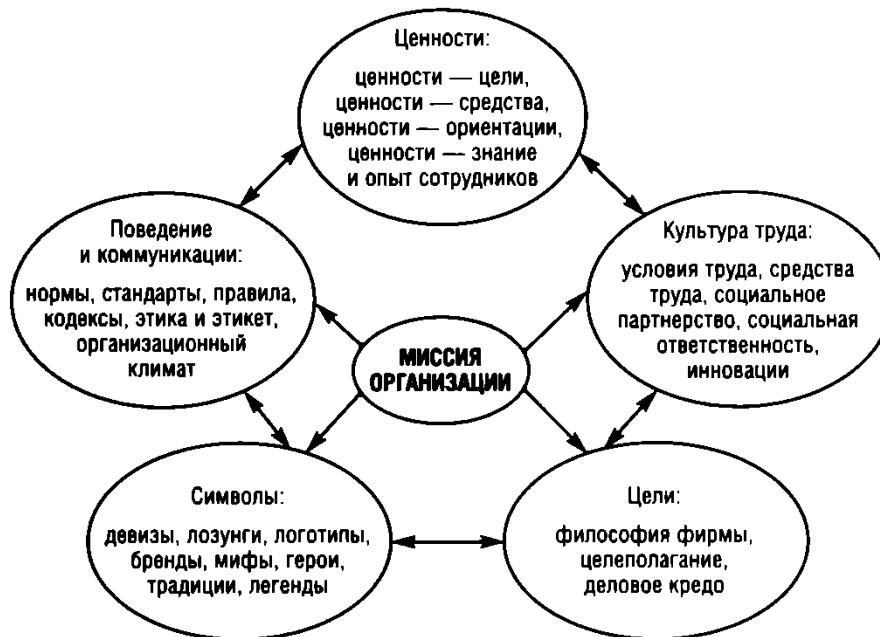 Ценности:
ценности — цели,
ценности — средства,
ценности — ориентации,
ценности — знание
и опыт сотрудников
Поведение
и коммуникации:
нормы, стандарты, правила,
кодексы, этика и этикет,
организационный
климат
Культура труда:
условия труда, средства
труда, социальное
партнерство, социальная
ответственность,
инновации
МИССИЯ
ОРГАНИЗАЦИИ
Символы:
девизы, лозунги, логотипы,
бренды, мифы, герои,
традиции, легенды
Цели:
философия фирмы,
целеполагание,
деловое кредо